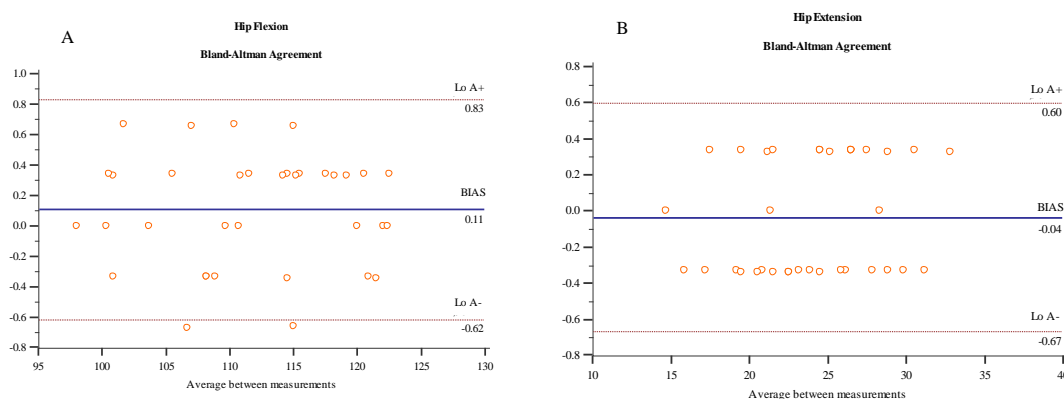 A
Hip Flexion
Bland-Altman Agreement
1.0
0.8
0.6
0.4
0.2
0.0
-0.2
-0.4
-0.6
-0.8
Lo A+
0.83
BIAS
0.11
Lo A-
-0.62
95
100
105
110
115
120
125
130
Average between measurements
B
Hip Extension
Bland-Altman Agreement
0.8
0.6
0.4
0.2
0.0
-0.2
-0.4
-0.6
-0.8
Lo A+
0.60
BIAS
-0.04
Lo A-
-0.67
10
15
20
25
30
35
40
Average between measurements